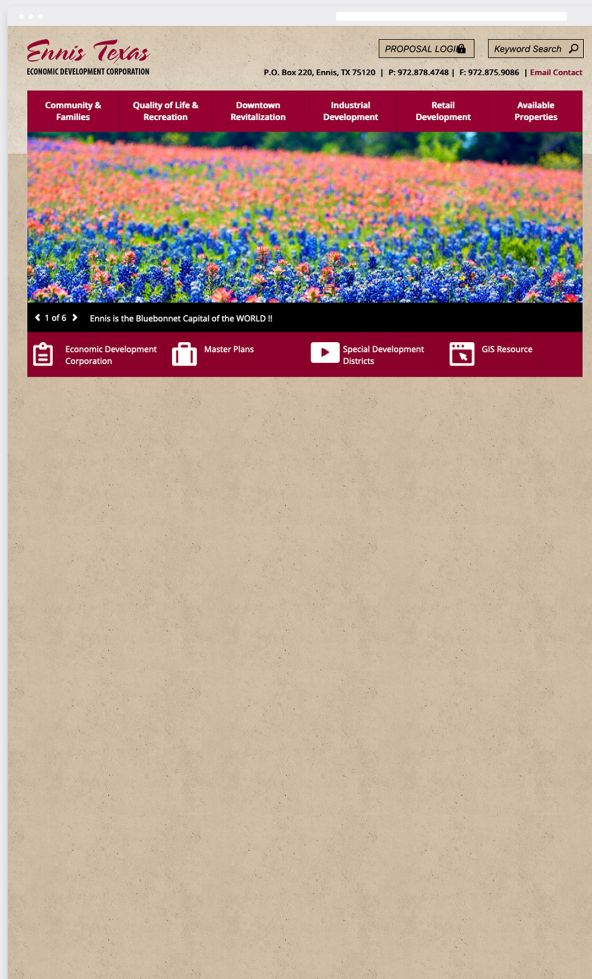 Ennis Texas
ECONOMIC DEVELOPMENT CORPORATION
PROPOSAL LOGI
Keyword Search
P.O. Box 220, Ennis, TX 75120 | P: 972.878.4748 | F: 972.875.9086 | Email Contact
Community & Families
Quality of Life & Recreation
Downtown Revitalization
Industrial Development
Retail Development
Available Properties
1 of 6
Ennis is the Bluebonnet Capital of the WORLD !!
Economic Development Corporation
Master Plans
Special Development Districts
GIS Resource